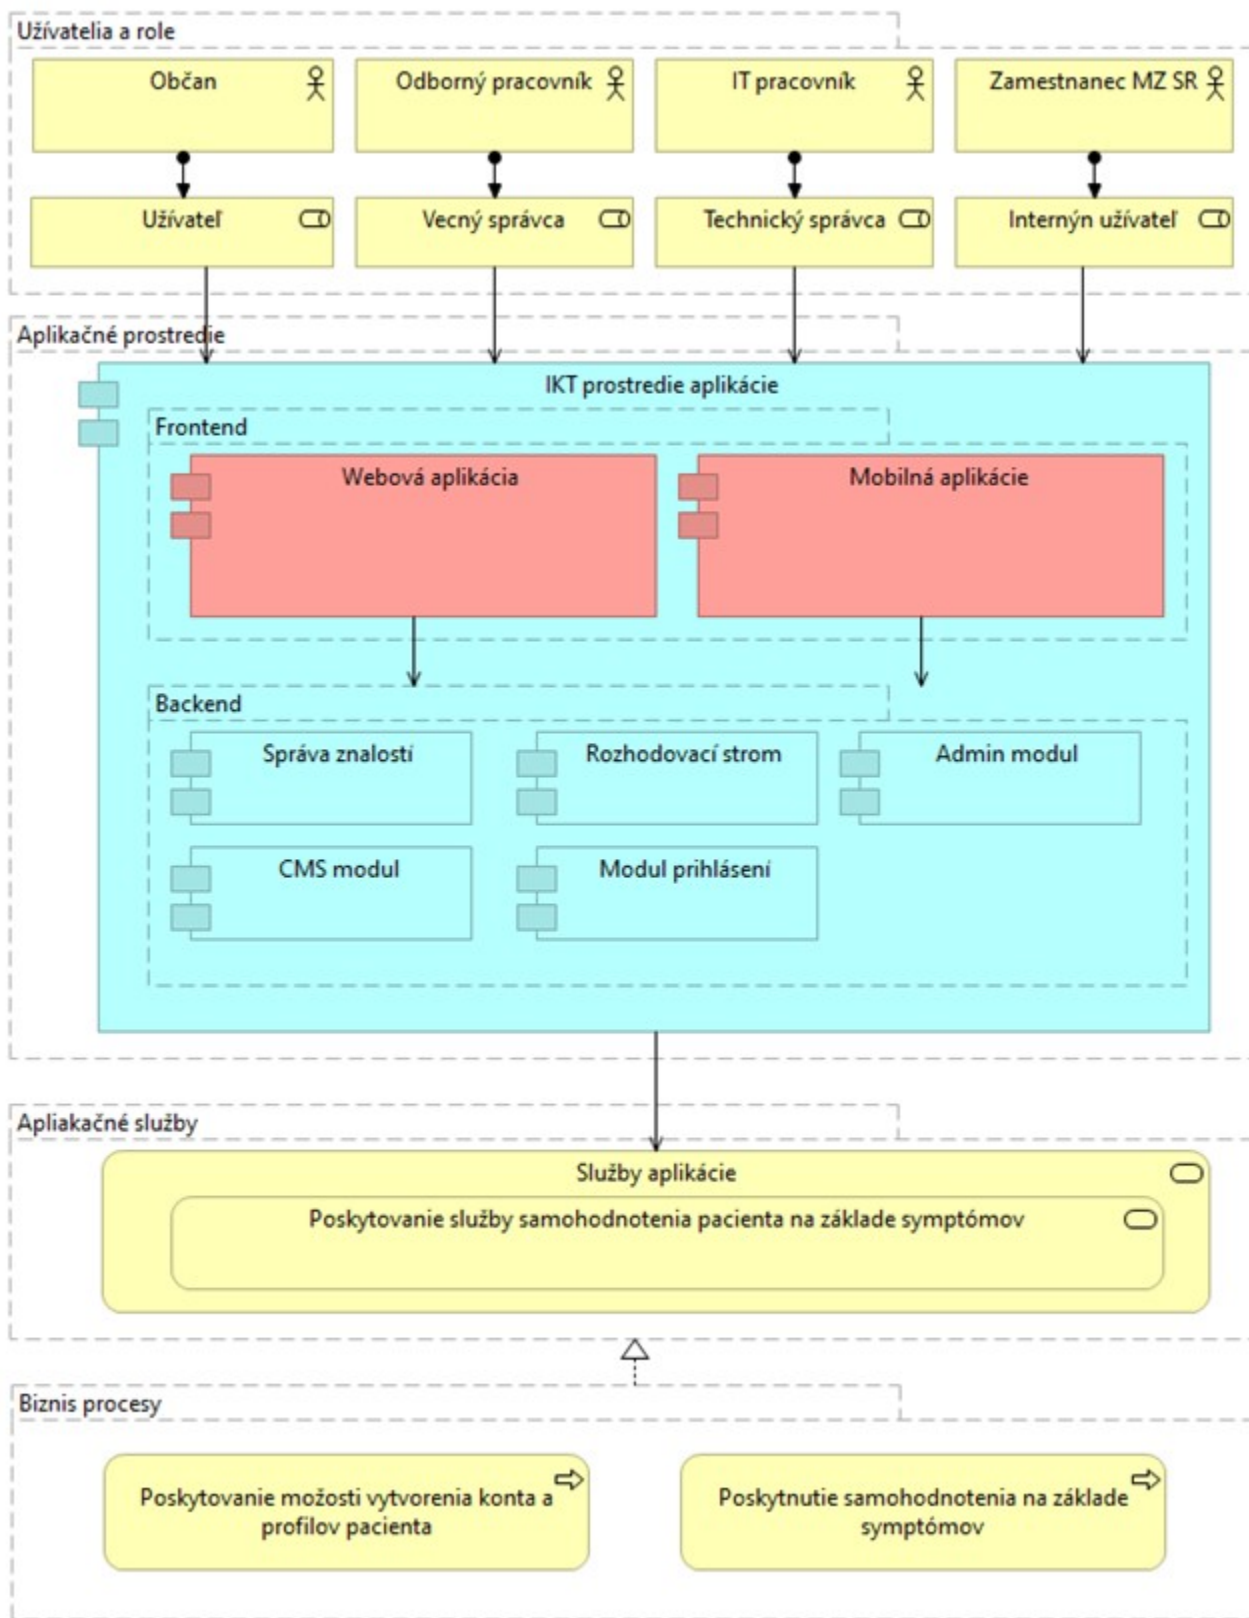 Užívatelia a role
Občan
Odborný pracovník
IT pracovník
Zamestnanec MZ SR
Užívateľ
Vecný správca
Technický správca
Internýn užívateľ
Aplikačné prostredie
IKT prostredie aplikácie
Frontend
Webová aplikácia
Mobilná aplikácie
Backend
Správa znalostí
Rozhodovací strom
Admin modul
CMS modul
Modul prihlásení
Apliakačné služby
Služby aplikácie
Poskytovanie služby samohodnotenia pacienta na základe symptómov
Biznis procesy
Poskytovanie možosti vytvorenia konta a
profilov pacienta
Poskytnutie samohodnotenia na základe
symptómov